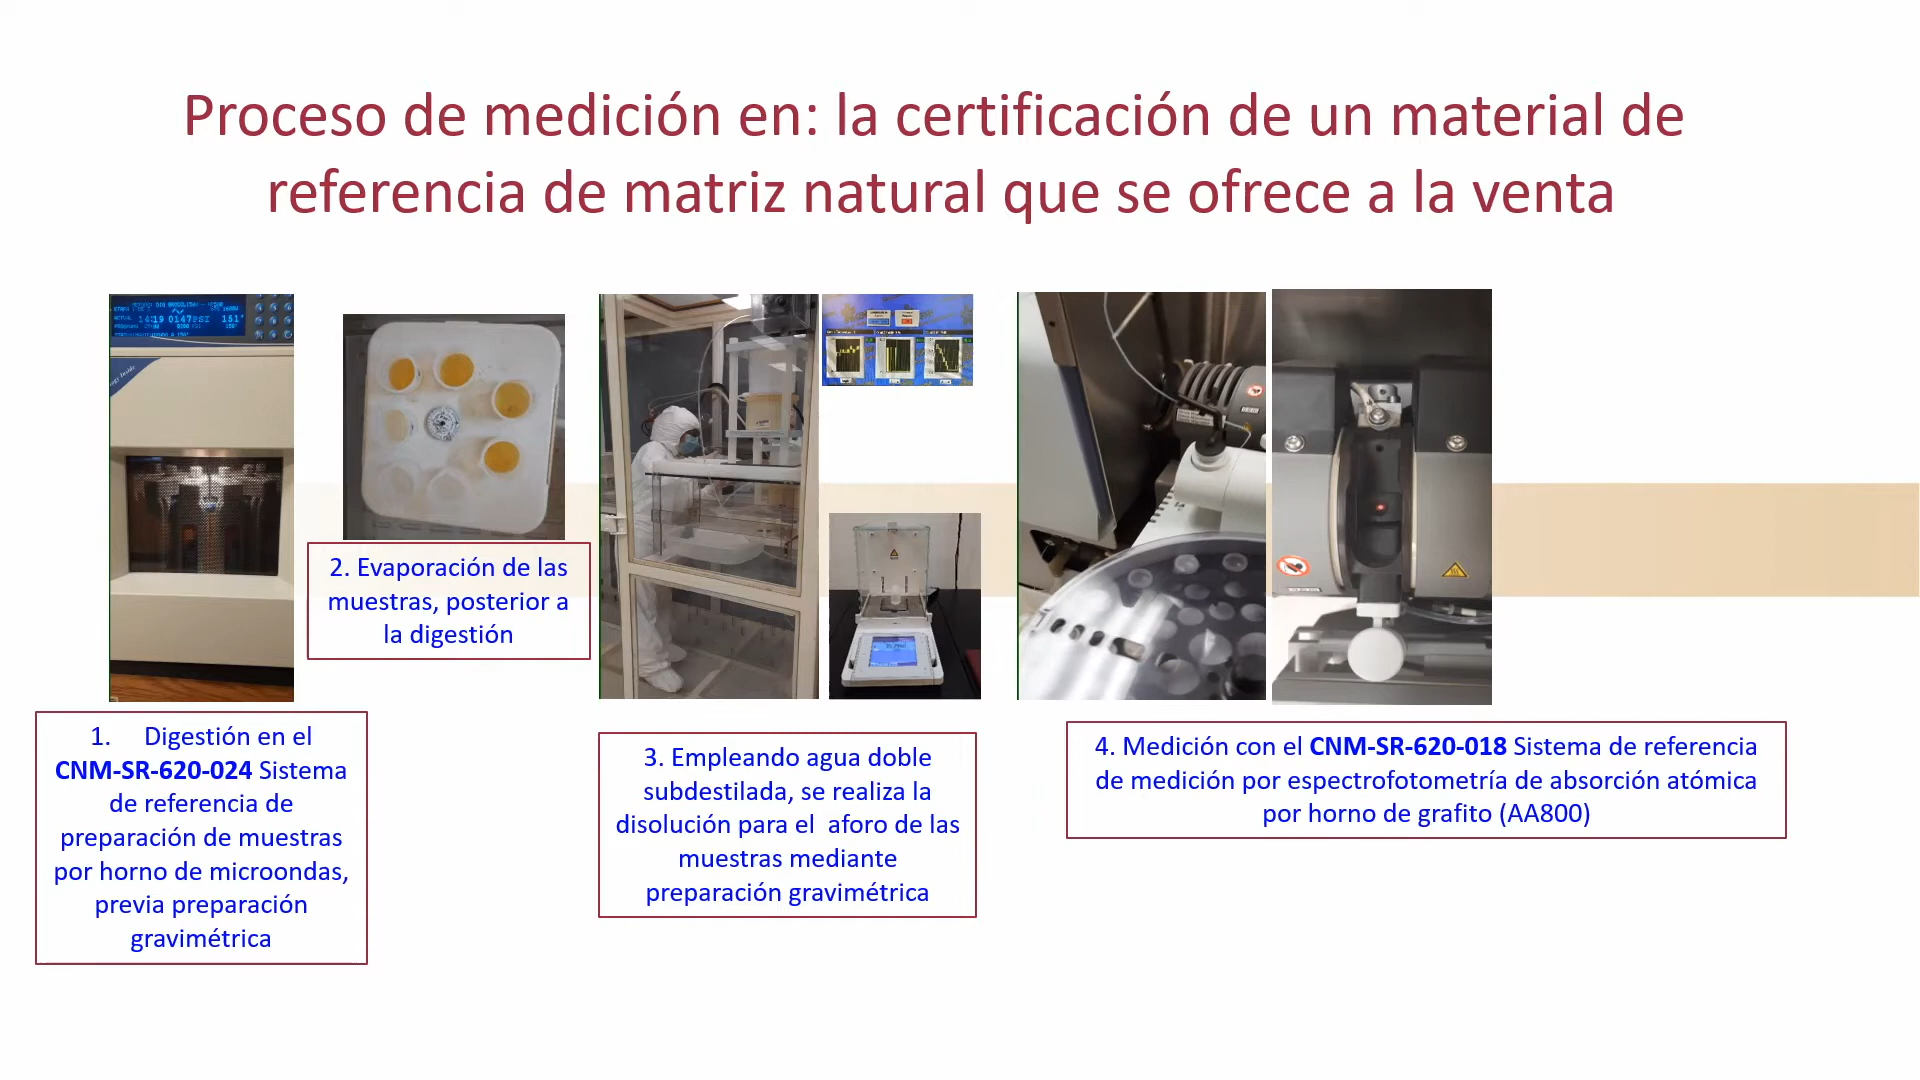 Proceso de medición en: la certificación de un material de
referencia de matriz natural que se ofrece a la venta
14:19 0147PSI 151°
2. Evaporación de las
muestras, posterior a
la digestión
1. Digestión en el
CNM-SR-620-024 Sistema
de referencia de
preparación de muestras
por horno de microondas,
previa preparación
gravimétrica
3. Empleando agua doble
subdestilada, se realiza la
disolución para el aforo de las
muestras mediante
preparación gravimétrica
4. Medición con el CNM-SR-620-018 Sistema de referencia
de medición por espectrofotometría de absorción atómica
por horno de grafito (AA800)